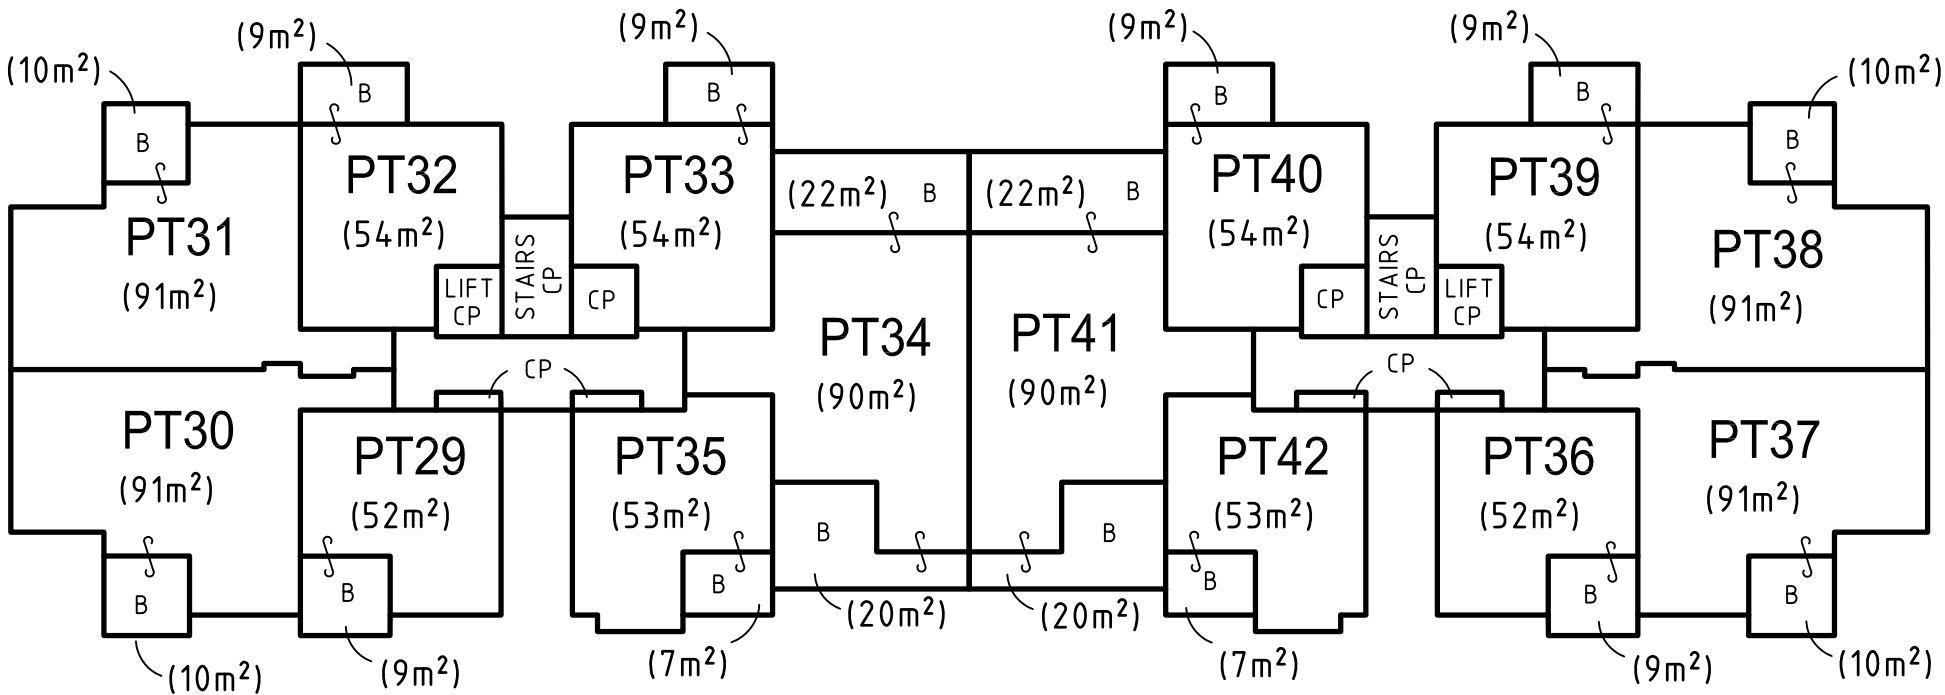 (10m²)
(9m²)
(9m²)
(9m²)
(9m²)
(10m²)
B
B
B
B
B
B
PT31
(91m²)
PT32
(54m²)
PT33
(54m²)
(22m²) B
(22m²) B
PT40
(54m²)
PT39
(54m²)
PT38
(91m²)
LIFT
CP
STAIRS
CP
CP
PT34
(90m²)
PT41
(90m²)
CP
STAIRS
CP
LIFT
CP
CP
CP
PT30
(91m²)
PT29
(52m²)
PT35
(53m²)
PT42
(53m²)
PT36
(52m²)
PT37
(91m²)
B
B
B
B
B
B
B
B
(10m²)
(9m²)
(7m²)
(20m²)
(20m²)
(7m²)
(9m²)
(10m²)